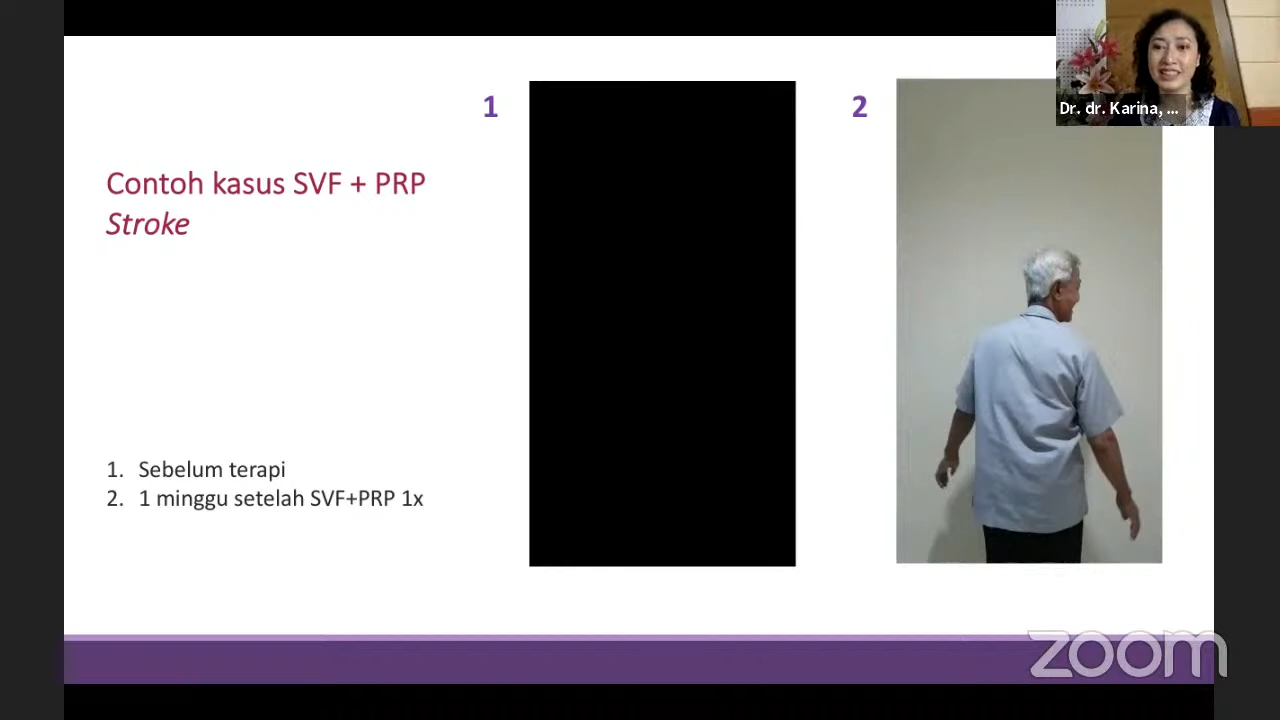 Contoh kasus SVF + PRP
Stroke
1
2
1. Sebelum terapi
2. 1 minggu setelah SVF+PRP 1x
Dr. dr. Karina, ...
zoom